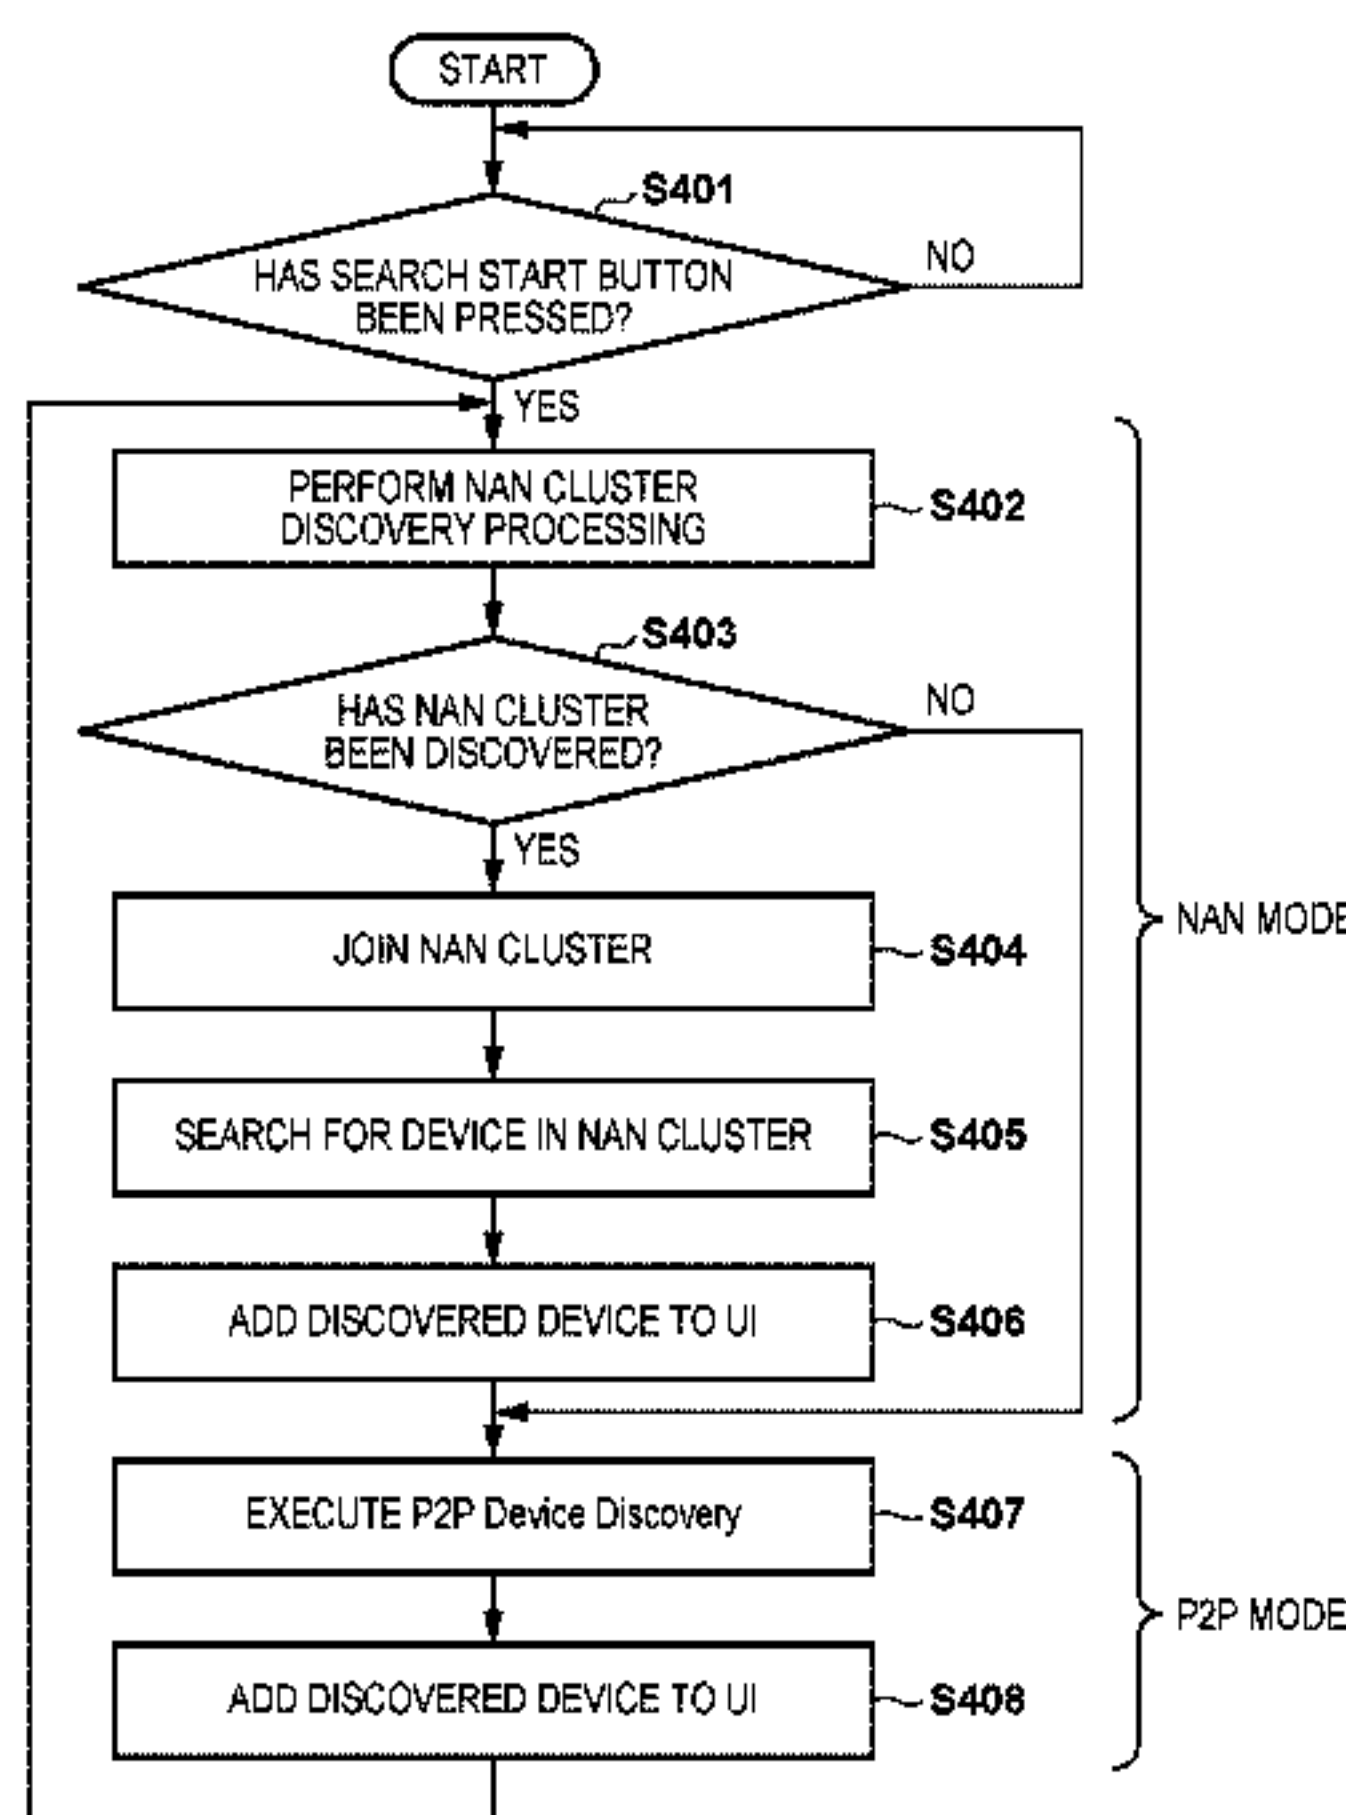 START
S401
HAS SEARCH START BUTTON
BEEN PRESSED?
NO
YES
PERFORM NAN CLUSTER
DISCOVERY PROCESSING
S402
S403
HAS NAN CLUSTER
BEEN DISCOVERED?
NO
YES
JOIN NAN CLUSTER
S404
NAN MODE
SEARCH FOR DEVICE IN NAN CLUSTER
S405
ADD DISCOVERED DEVICE TO UI
S406
EXECUTE P2P Device Discovery
S407
P2P MODE
ADD DISCOVERED DEVICE TO UI
S408